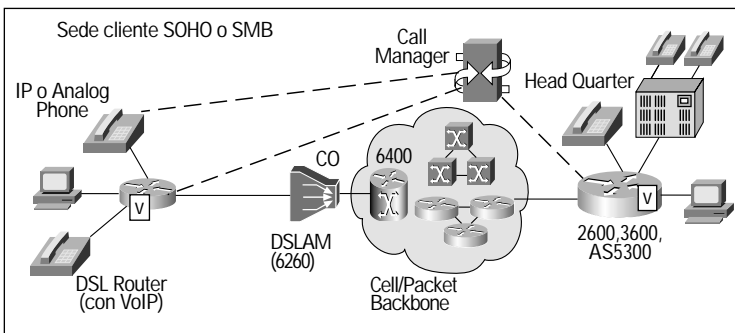 Sede cliente SOHO o SMB
Call
Manager
IP o Analog
Phone
Head Quarter
CO
6400
V
V
DSLAM
(6260)
2600,3600,
AS5300
DSL Router
(con VoIP)
Cell/Packet
Backbone